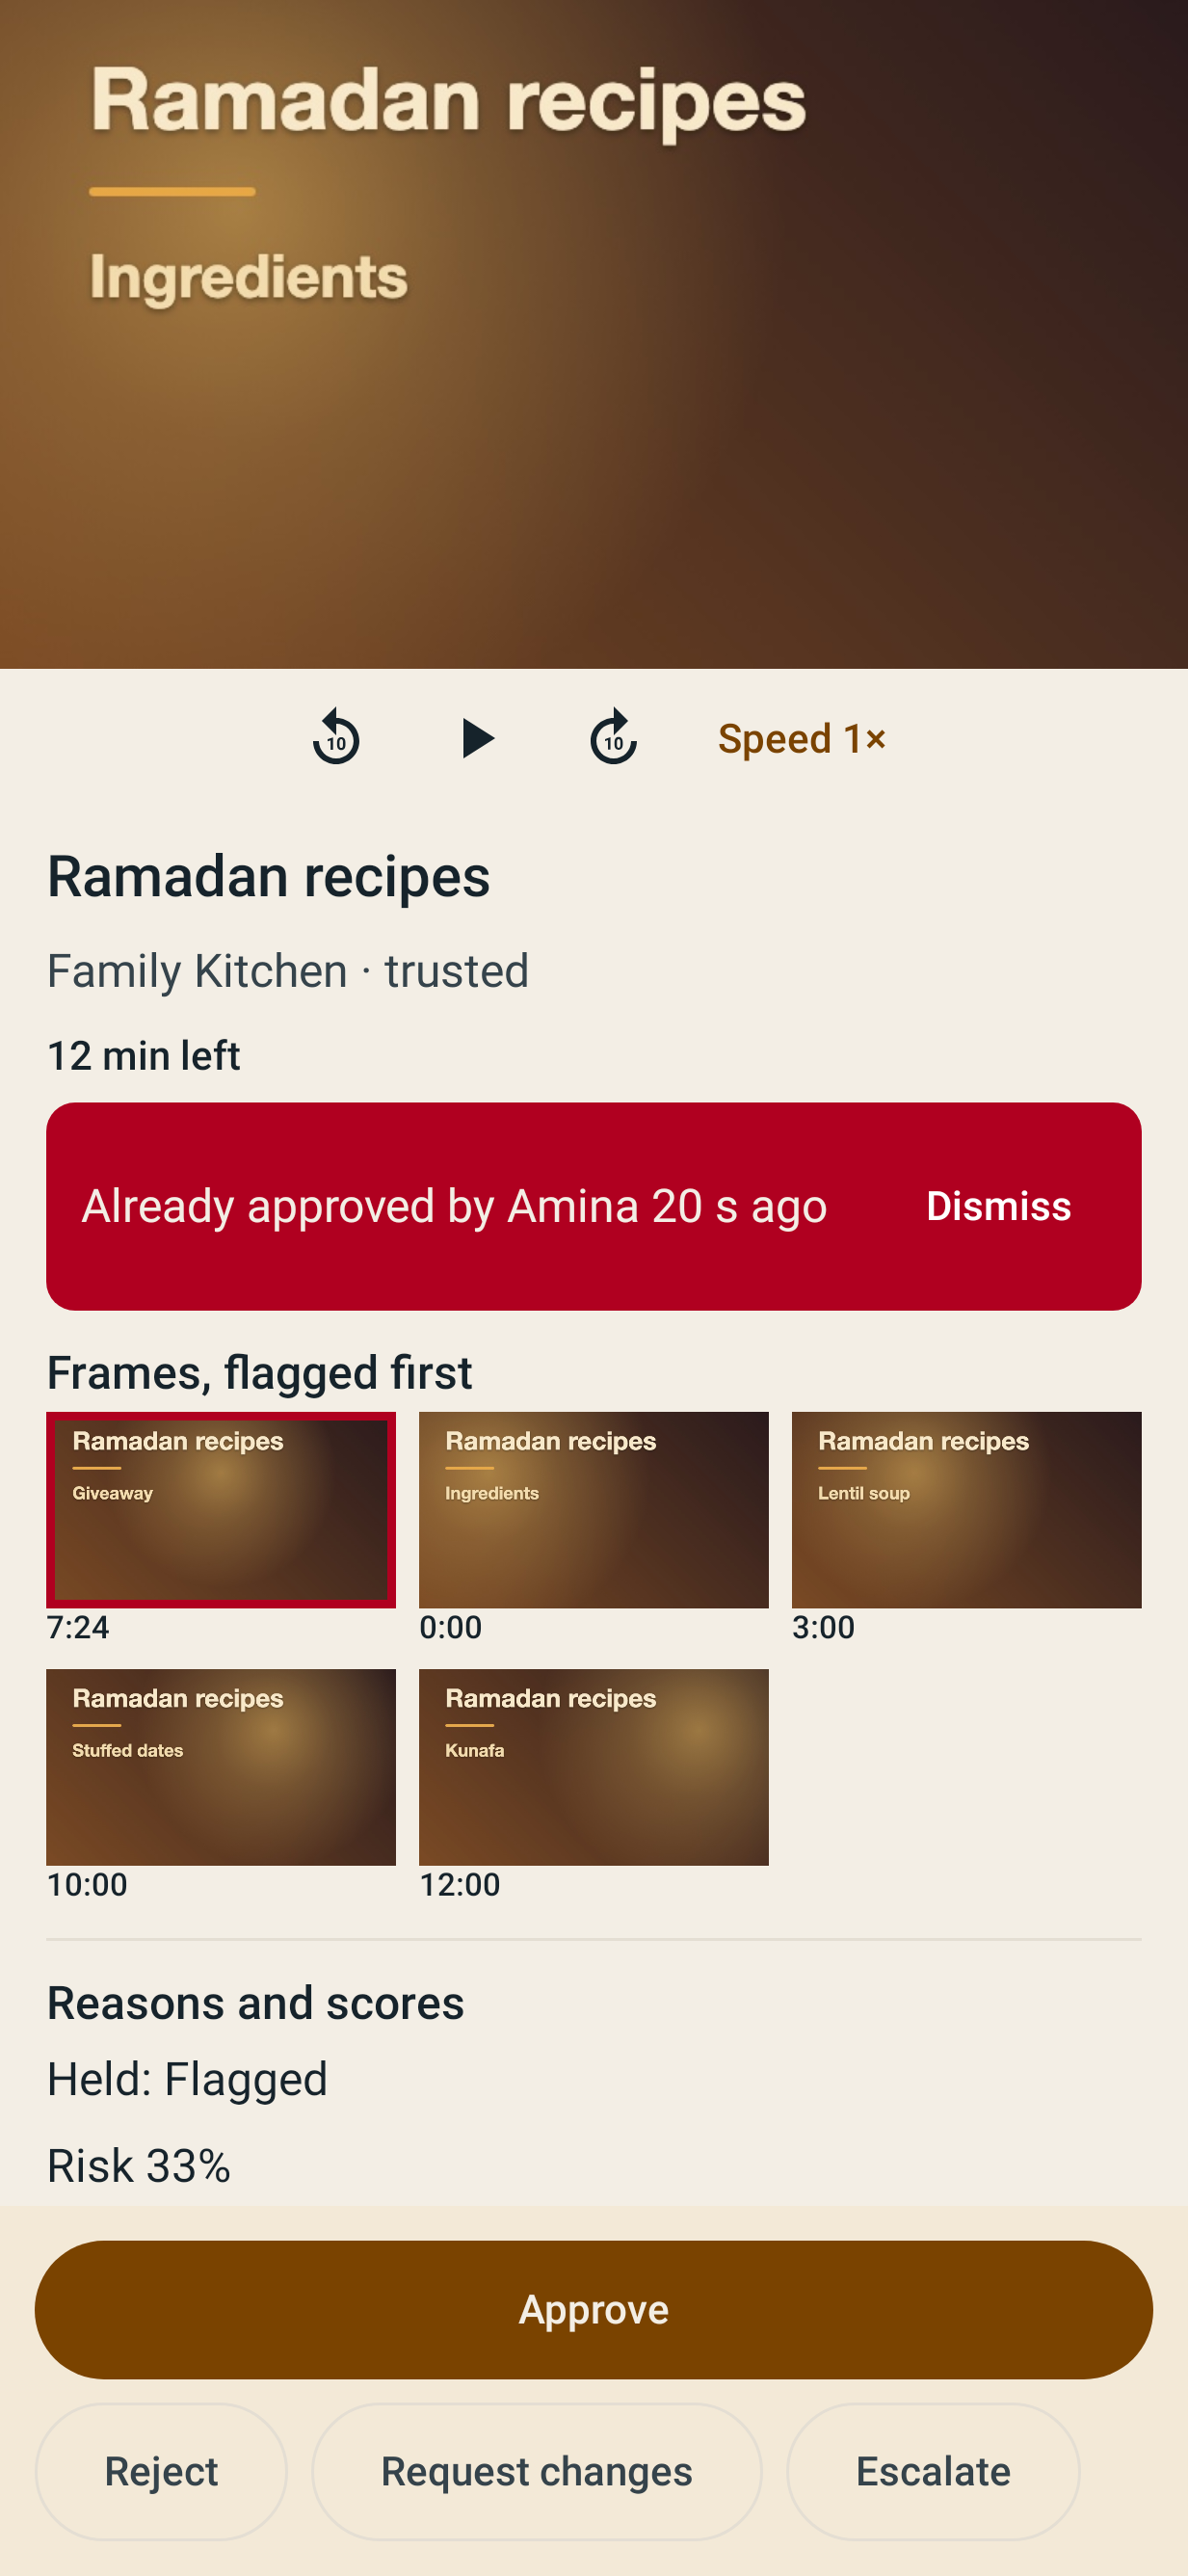 Ramadan recipes
Ingredients
10
10
Speed 1×
Ramadan recipes
Family Kitchen · trusted
12 min left
Already approved by Amina 20 s ago
Dismiss
Frames, flagged first
Ramadan recipes
Giveaway
7:24
Ramadan recipes
Ingredients
0:00
Ramadan recipes
Lentil soup
3:00
Ramadan recipes
Stuffed dates
10:00
Ramadan recipes
Kunafa
12:00
Reasons and scores
Held: Flagged
Risk 33%
Approve
Reject
Request changes
Escalate